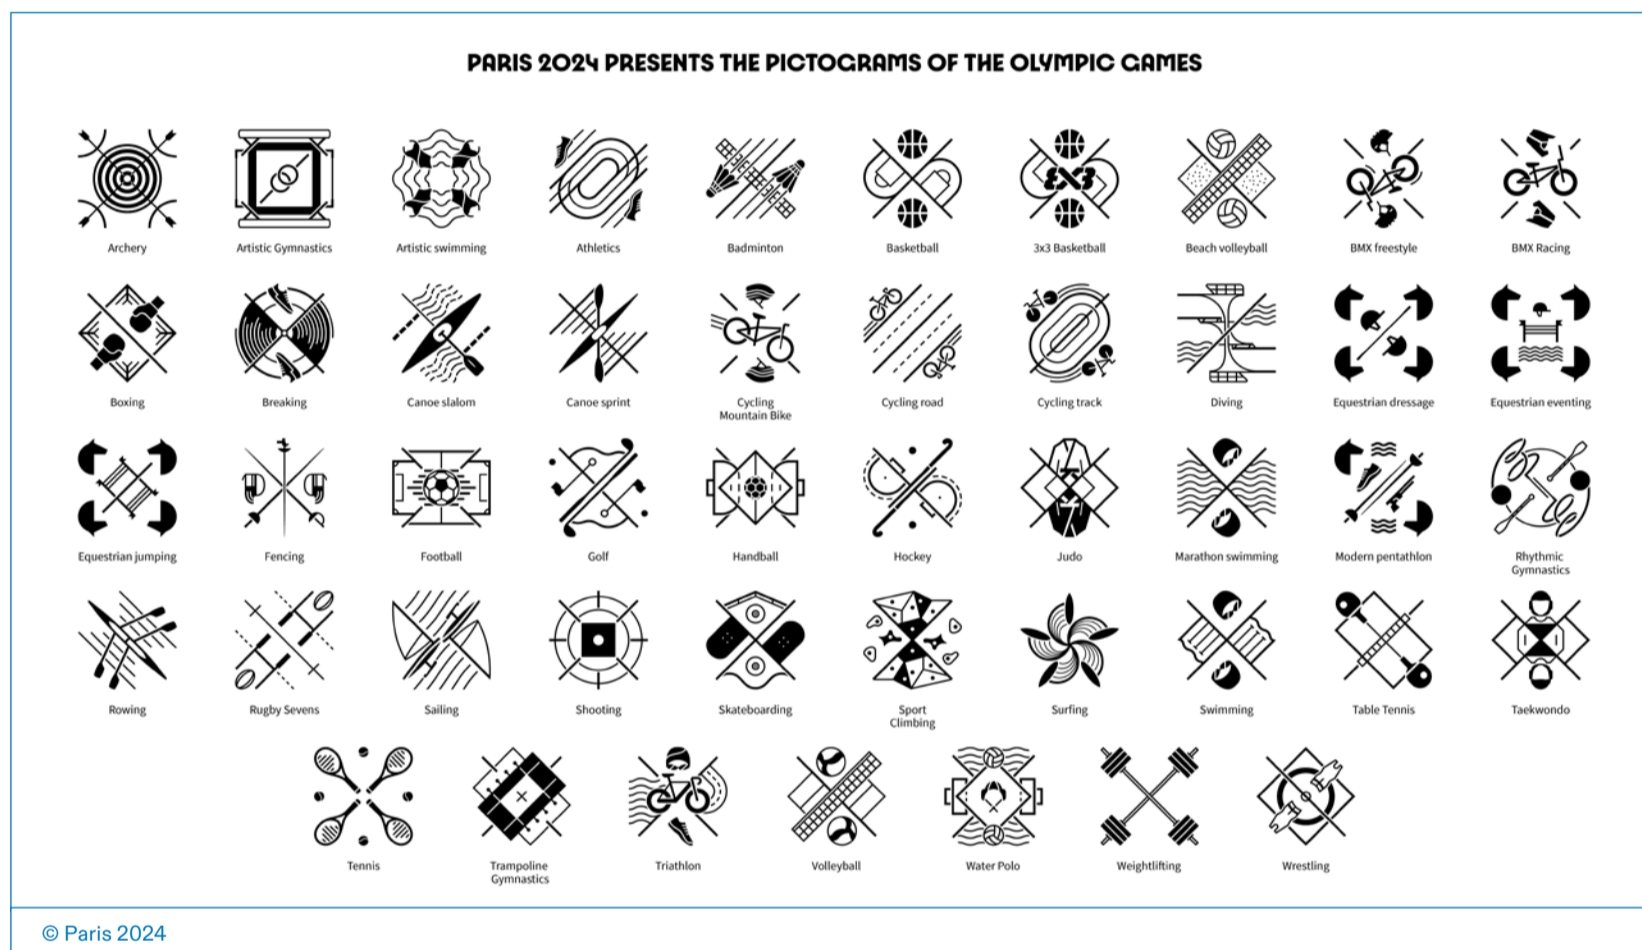 PARIS 2024 PRESENTS THE PICTOGRAMS OF THE OLYMPIC GAMES
Archery
Artistic Gymnastics
Artistic swimming
Athletics
Badminton
Basketball
3x3
3x3 Basketball
Beach volleyball
BMX freestyle
BMX Racing
Boxing
Breaking
Canoe slalom
Canoe sprint
Cycling
Mountain Bike
Cycling road
Cycling track
Diving
Equestrian dressage
Equestrian eventing
Equestrian jumping
Fencing
Football
Golf
Handball
Hockey
Judo
Marathon swimming
Modern pentathlon
Rhythmic
Gymnastics
Rowing
Rugby Sevens
Sailing
Shooting
Skateboarding
Sport
Climbing
Surfing
Swimming
Table Tennis
Taekwondo
Tennis
Trampoline
Gymnastics
Triathlon
Volleyball
Water Polo
Weightlifting
Wrestling
© Paris 2024